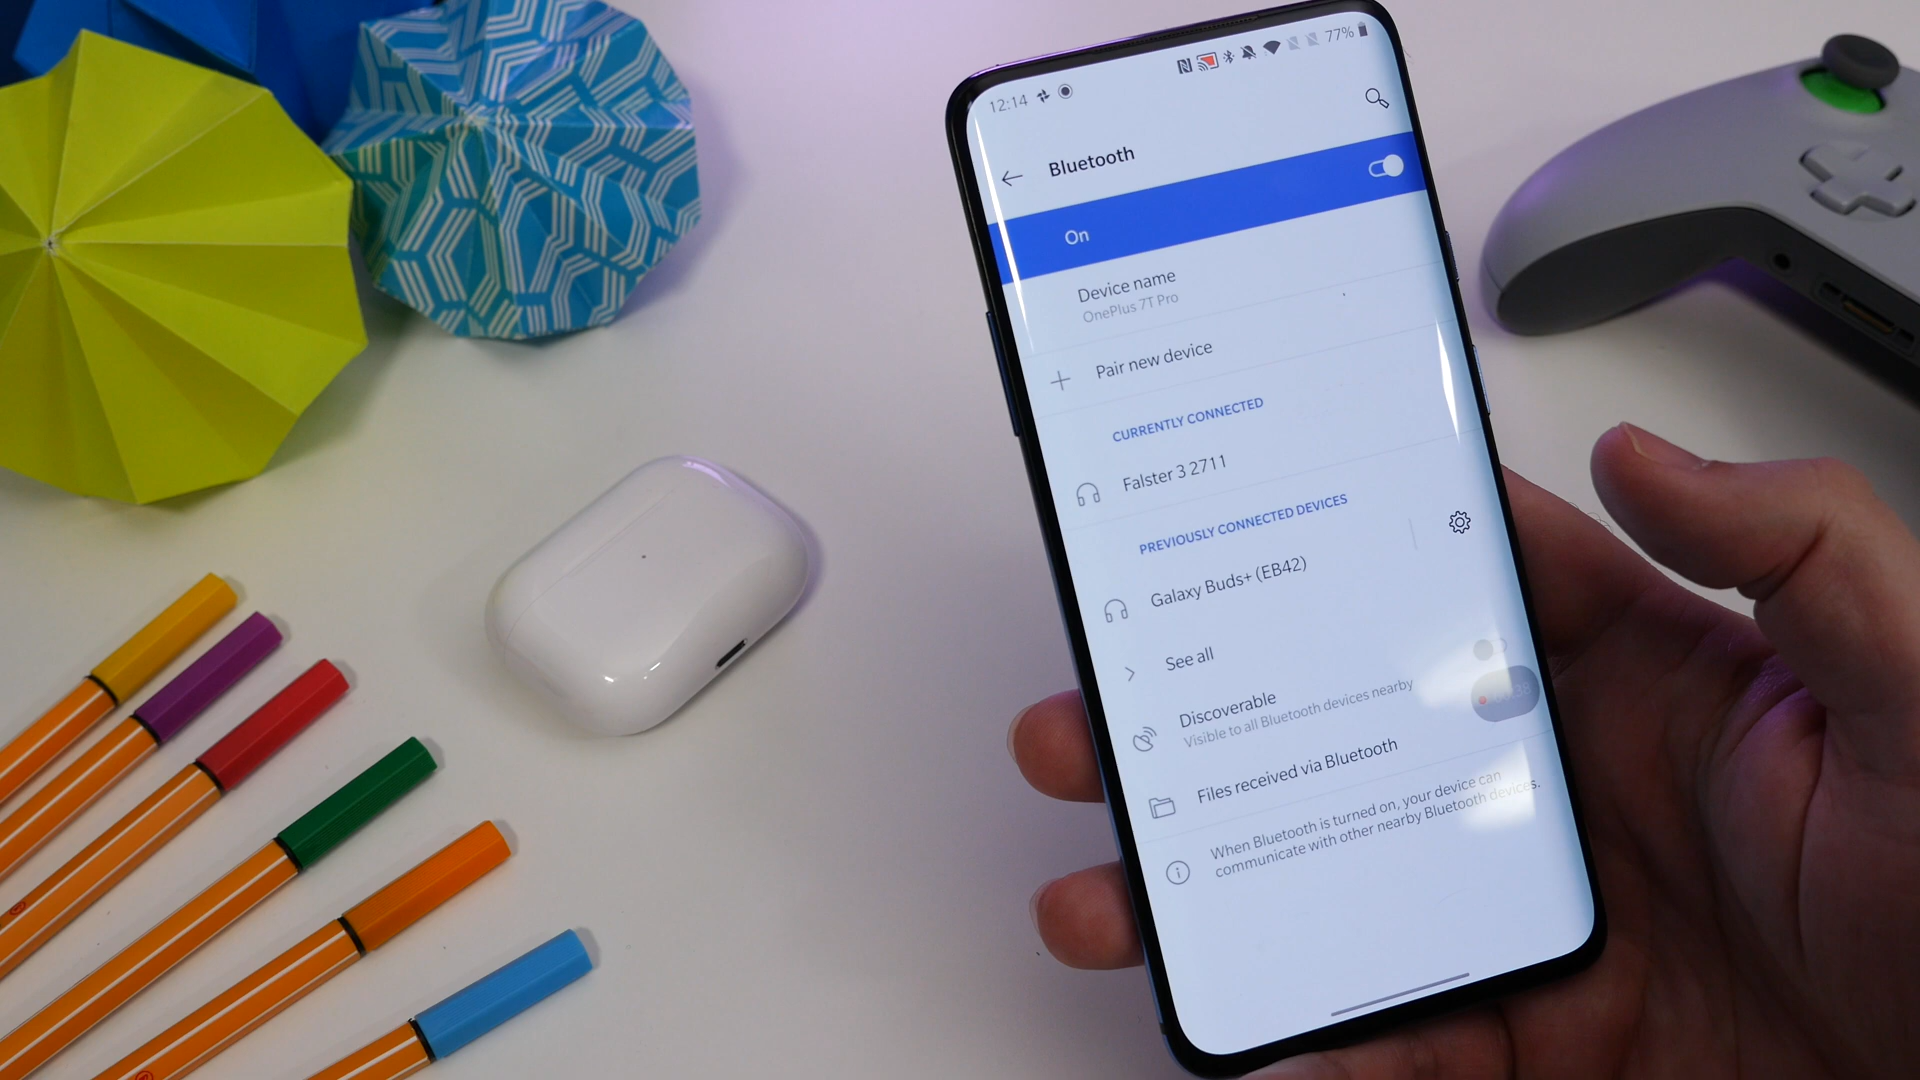 12:14
77%
Bluetooth
On
Device name
OnePlus 7T Pro
Pair new device
CURRENTLY CONNECTED
Falster 3 2711
PREVIOUSLY CONNECTED DEVICES
Galaxy Buds+ (EB42)
See all
Discoverable
Visible to all Bluetooth devices nearby
Files received via Bluetooth
When Bluetooth is turned on, your device can
communicate with other nearby Bluetooth devices.